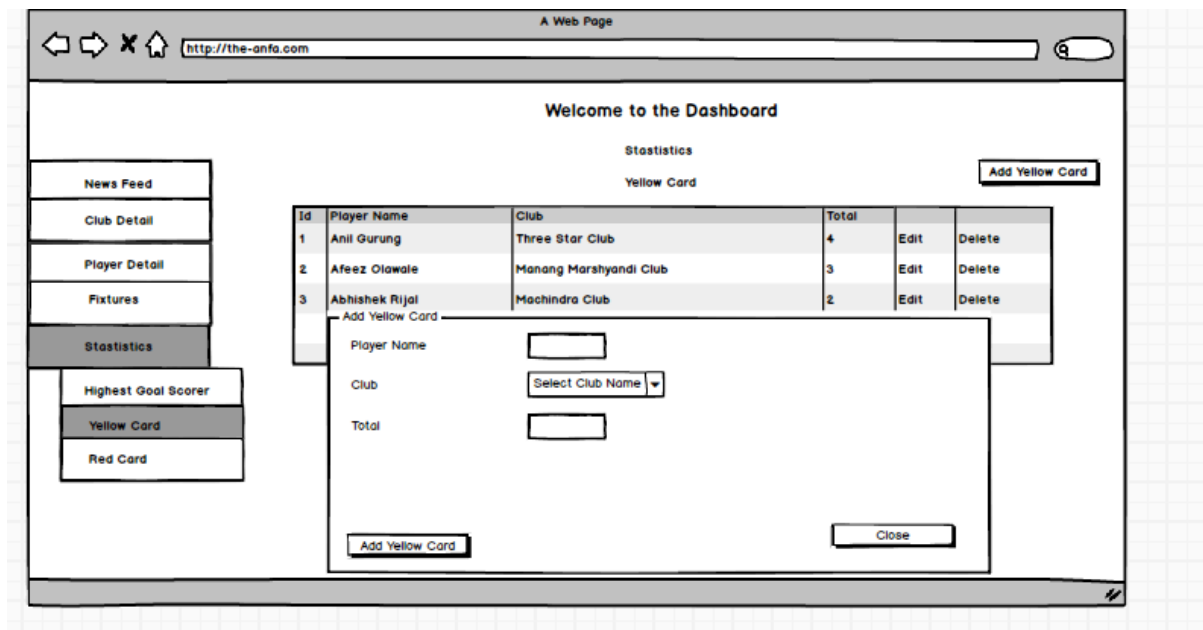 A Web Page
http://the-anfa.com
Welcome to the Dashboard
Stastistics
Yellow Card
Add Yellow Card
News Feed
Club Detail
Player Detail
Fixtures
Stastistics
Highest Goal Scorer
Yellow Card
Red Card
Id Player Name Club Total
1 Anil Gurung Three Star Club 4 Edit Delete
2 Afeez Olawale Manang Marshyandi Club 3 Edit Delete
3 Abhishek Rijal Machindra Club 2 Edit Delete
Add Yellow Card
Player Name
Club Select Club Name
Total
Add Yellow Card Close